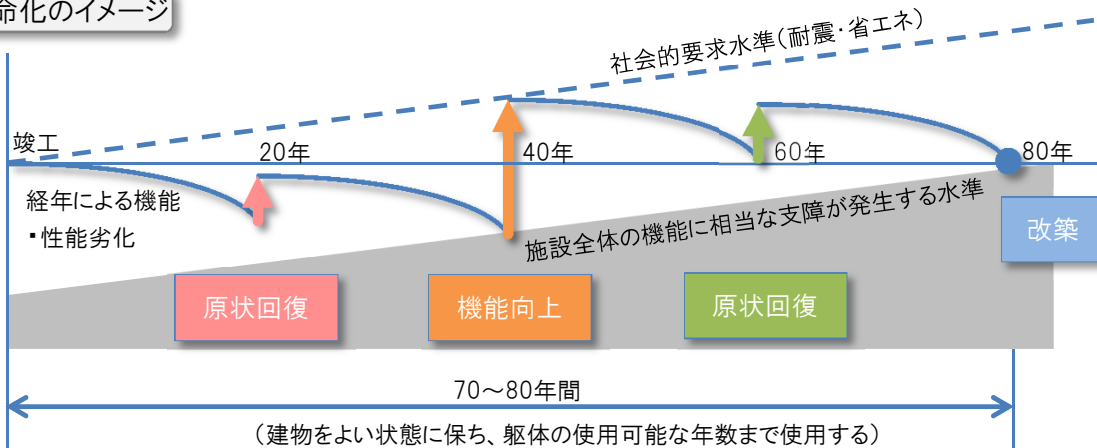 命化のイメージ
社会的要求水準(耐震・省エネ)
竣工
20年
40年
60年
80年
経年による機能
・性能劣化
施設全体の機能に相当な支障が発生する水準
改築
原状回復
機能向上
原状回復
70～80年間
(建物をよい状態に保ち、躯体の使用可能な年数まで使用する)